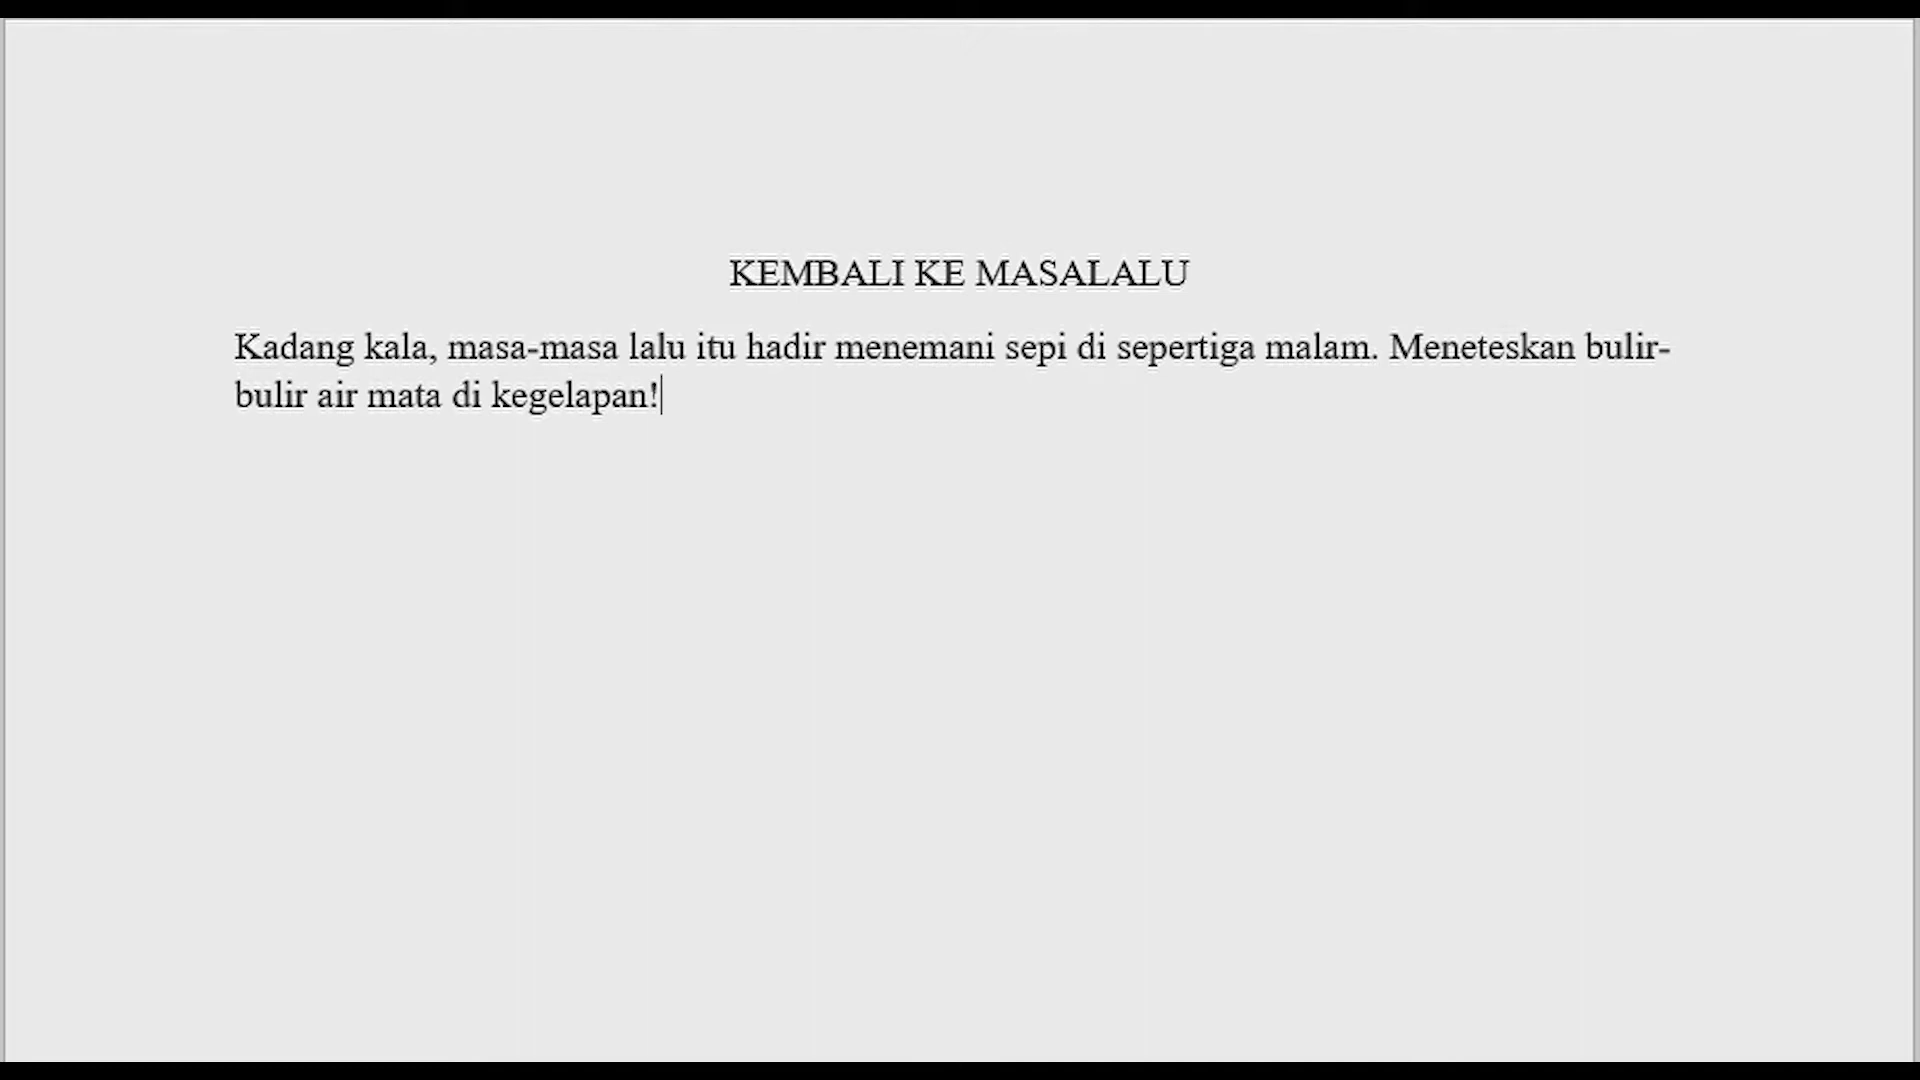 KEMBALI KE MASALALU
Kadang kala, masa-masa lalu itu hadir menemani sepi di sepertiga malam. Meneteskan bulir-
bulir air mata di kegelapan!